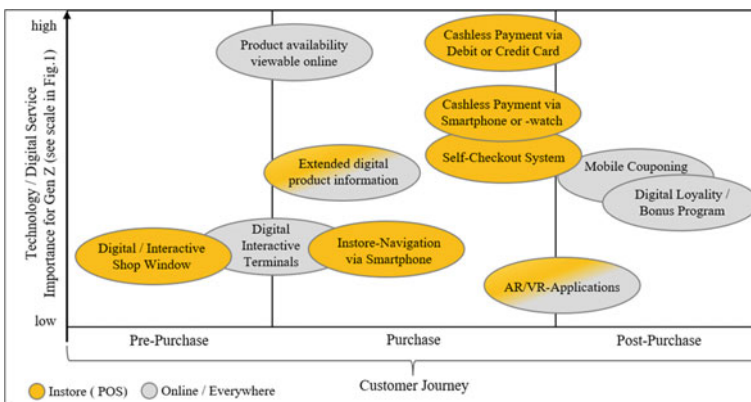 high
Technology / Digital Service
Importance for Gen Z (see scale in Fig.1)
low
Product availability
viewable online
Cashless Payment via
Debit or Credit Card
Cashless Payment via
Smartphone or -watch
Self-Checkout System
Extended digital
product information
Mobile Couponing
Digital Loyality /
Bonus Program
Digital / Interactive
Shop Window
Digital
Interactive
Terminals
Instore-Navigation
via Smartphone
AR/VR-Applications
Pre-Purchase
Purchase
Post-Purchase
Customer Journey
Instore ( POS)
Online / Everywhere